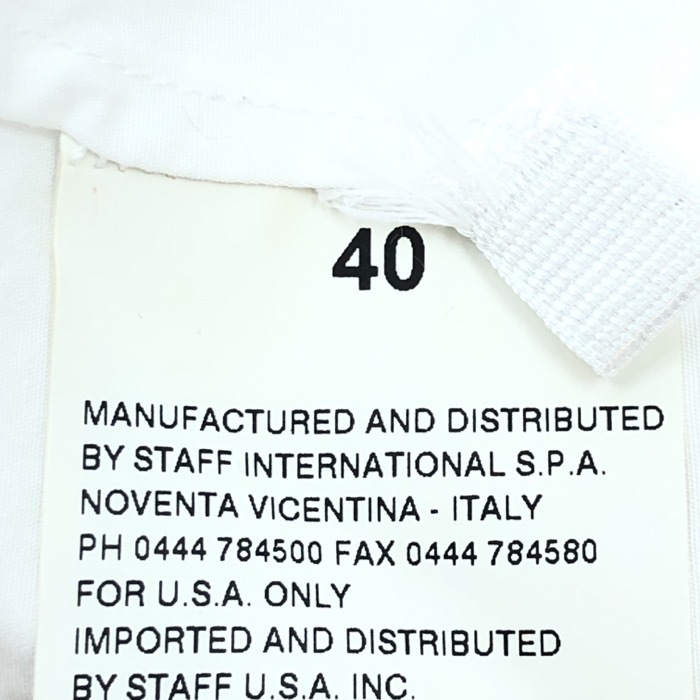 40
MANUFACTURED AND DISTRIBUTED
BY STAFF INTERNATIONAL S.P.A.
NOVENTA VICENTINA - ITALY
PH 0444 784500 FAX 0444 784580
FOR U.S.A. ONLY
IMPORTED AND DISTRIBUTED
BY STAFF U.S.A. INC.